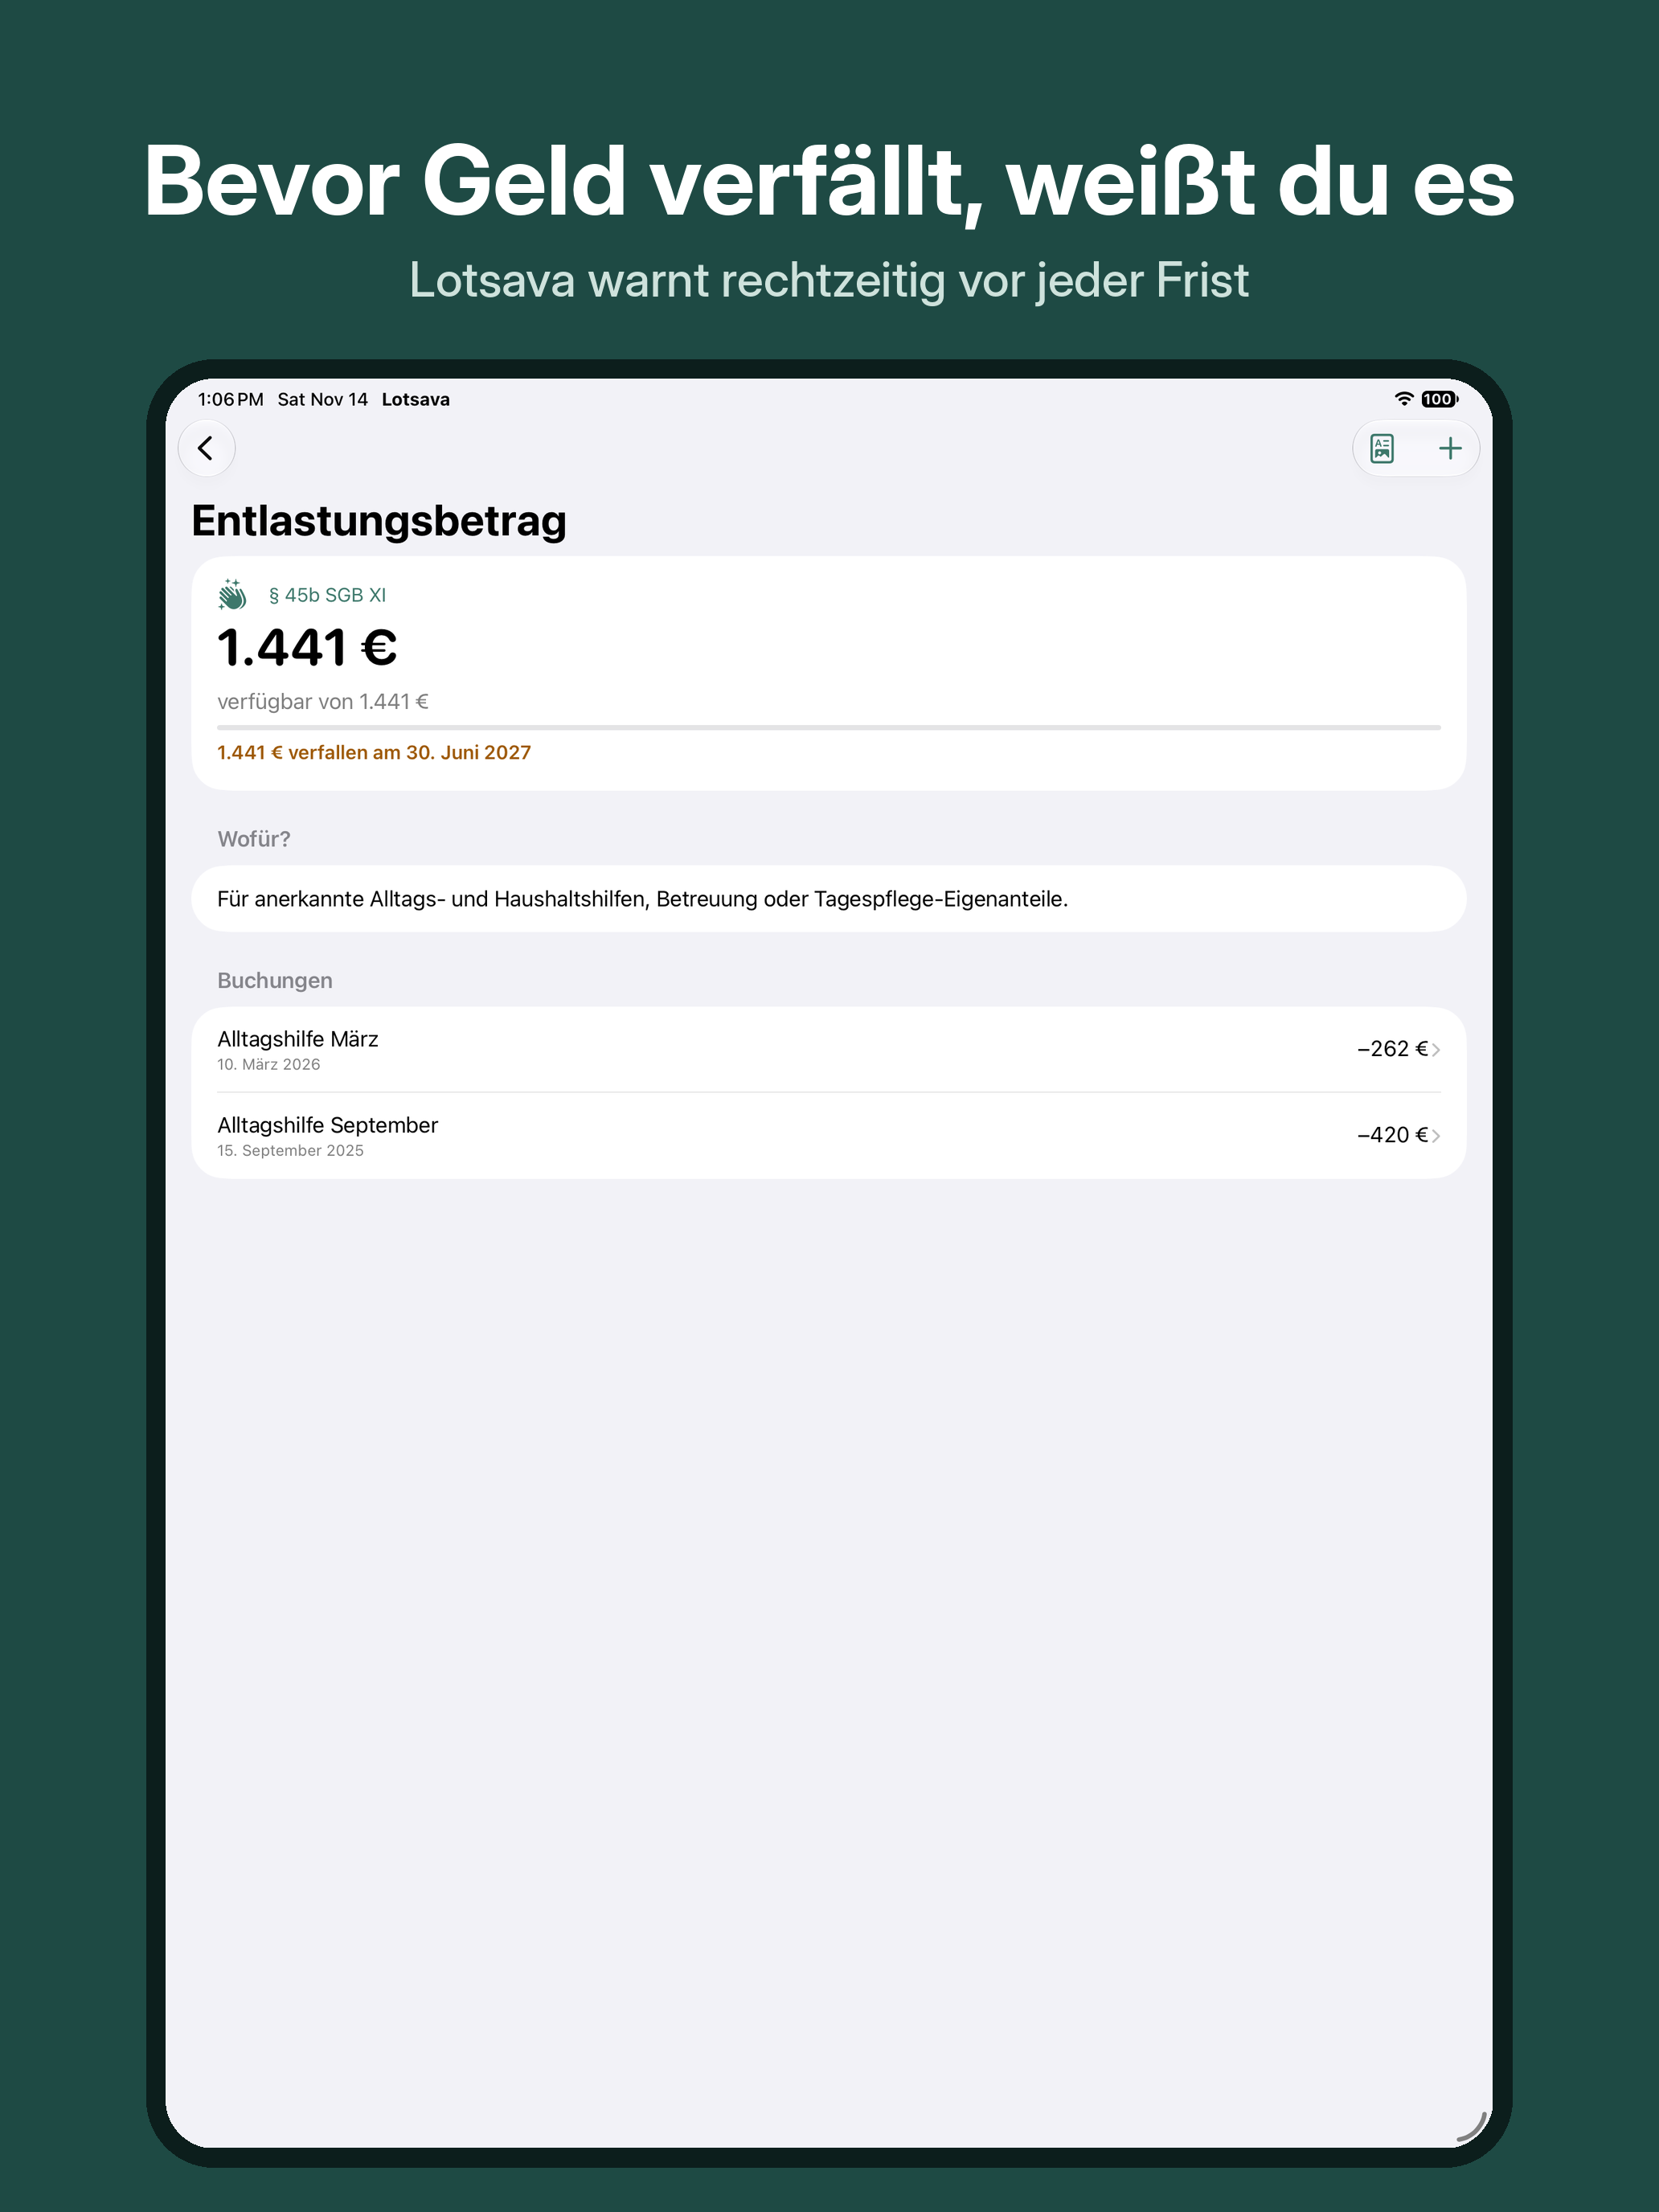 Bevor Geld verfällt, weißt du es
Lotsava warnt rechtzeitig vor jeder Frist
1:06 PM Sat Nov 14 Lotsava
100
Entlastungsbetrag
§ 45b SGB XI
1.441 €
verfügbar von 1.441 €
1.441 € verfallen am 30. Juni 2027
Wofür?
Für anerkannte Alltags- und Haushaltshilfen, Betreuung oder Tagespflege-Eigenanteile.
Buchungen
Alltagshilfe März
10. März 2026
–262 €
Alltagshilfe September
15. September 2025
–420 €